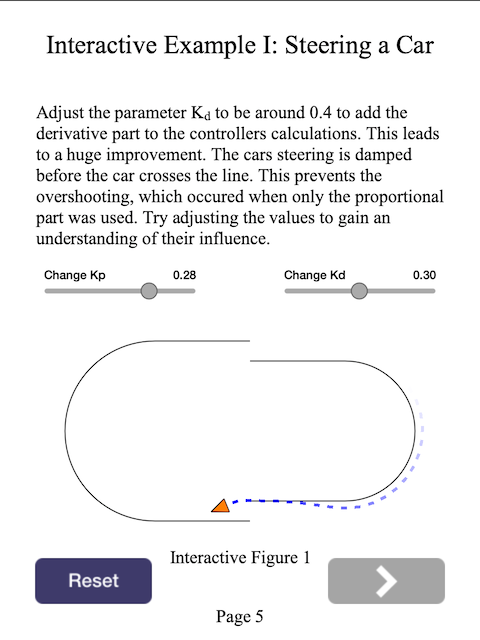 Interactive Example I: Steering a Car
Adjust the parameter Kd to be around 0.4 to add the
derivative part to the controllers calculations. This leads
to a huge improvement. The cars steering is damped
before the car crosses the line. This prevents the
overshooting, which occured when only the proportional
part was used. Try adjusting the values to gain an
understanding of their influence.
Change Kp 0.28 Change Kd 0.30
Interactive Figure 1
Reset
Page 5